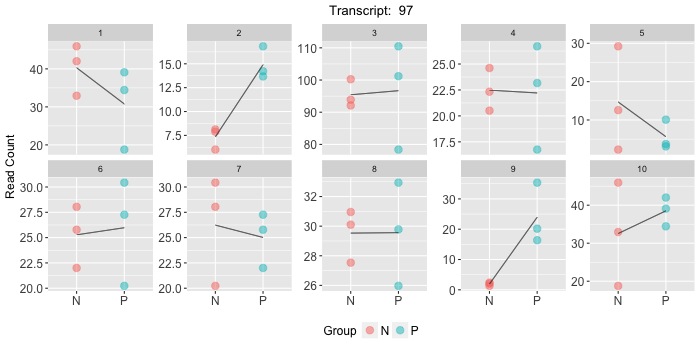 Transcript: 97
1 2 3 4 5
40 30 20
15.0 12.5 10.0 7.5
110 100 90 80
25.0 22.5 20.0 17.5
30 20 10
Read Count
6 7 8 9 10
30.0 27.5 25.0 22.5 20.0
30.0 27.5 25.0 22.5 20.0
32 30 28 26
30 20 10 0
40 30 20
N P N P N P N P N P
Group N P